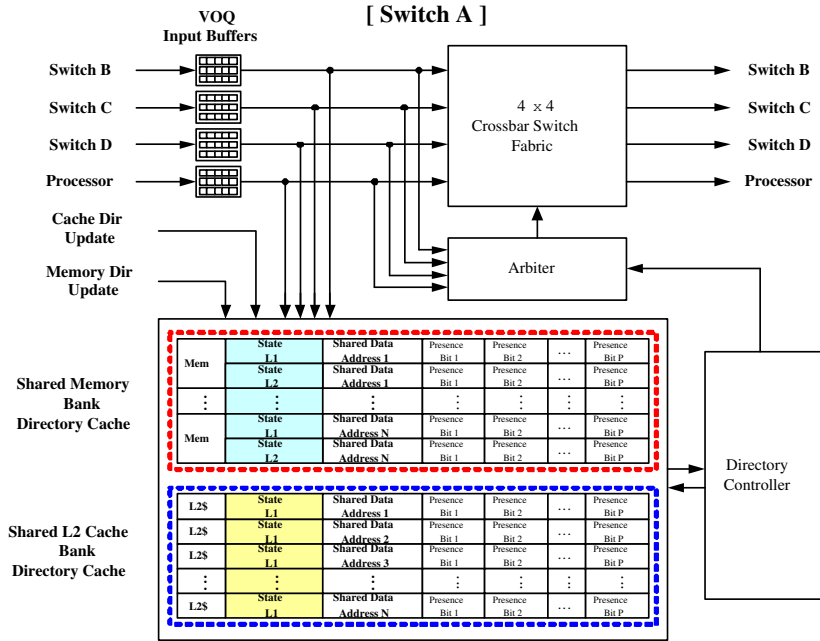 [ Switch A ]
VOQ
Input Buffers
Switch B
Switch C
Switch D
Processor
4 x 4
Crossbar Switch
Fabric
Switch B
Switch C
Switch D
Processor
Cache Dir
Update
Memory Dir
Update
Arbiter
Shared Memory
Bank
Directory Cache
Mem
State
L1
Shared Data
Address 1
Presence
Bit 1
Presence
Bit 2
...
Presence
Bit P
State
L2
Shared Data
Address 1
Presence
Bit 1
Presence
Bit 2
...
Presence
Bit P
Mem
State
L1
Shared Data
Address N
Presence
Bit 1
Presence
Bit 2
...
Presence
Bit P
State
L2
Shared Data
Address N
Presence
Bit 1
Presence
Bit 2
...
Presence
Bit P
Directory
Controller
Shared L2 Cache
Bank
Directory Cache
L2$
State
L1
Shared Data
Address 1
Presence
Bit 1
Presence
Bit 2
...
Presence
Bit P
L2$
State
L1
Shared Data
Address 2
Presence
Bit 1
Presence
Bit 2
...
Presence
Bit P
L2$
State
L1
Shared Data
Address 3
Presence
Bit 1
Presence
Bit 2
...
Presence
Bit P
L2$
State
L1
Shared Data
Address N
Presence
Bit 1
Presence
Bit 2
...
Presence
Bit P